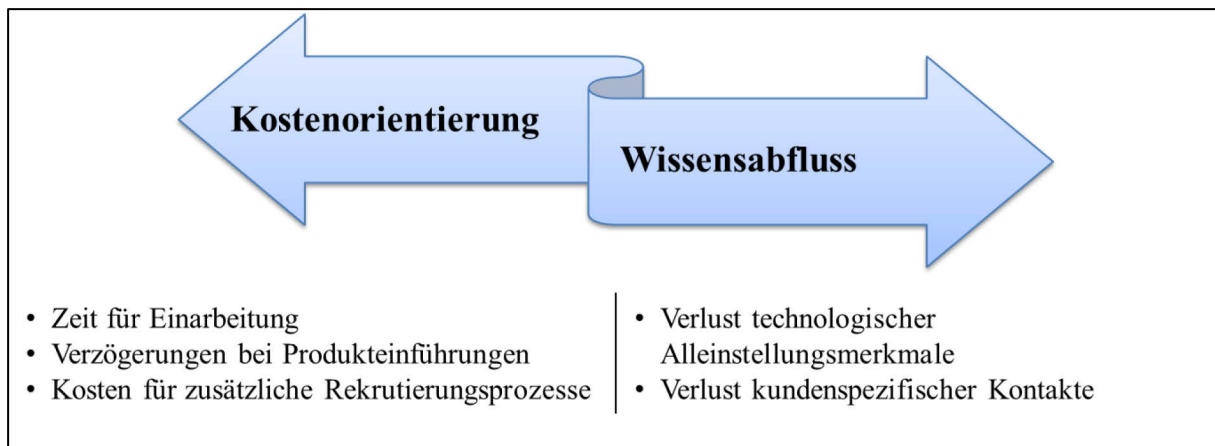 Kostenorientierung
Wissensabfluss
• Zeit für Einarbeitung
• Verzögerungen bei Produkteinführungen
• Kosten für zusätzliche Rekrutierungsprozesse
• Verlust technologischer
Alleinstellungsmerkmale
• Verlust kundenspezifischer Kontakte